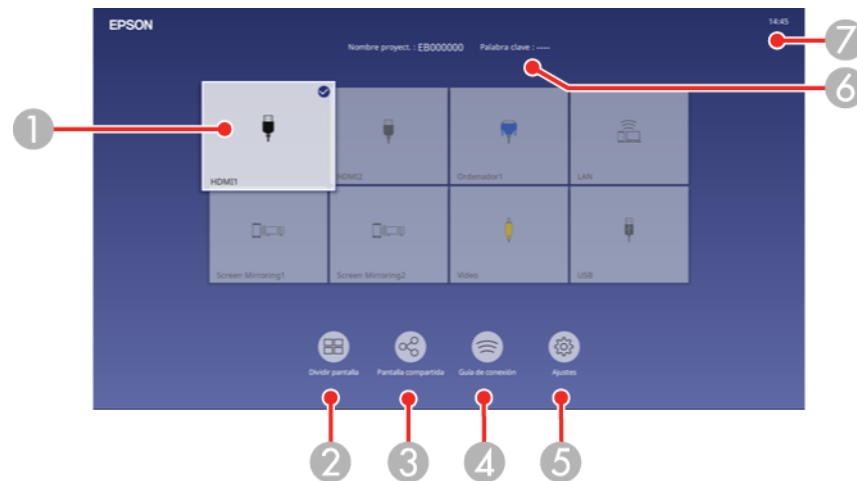 EPSON
14:45
Nombre proyect. : EB000000 Palabra clave : ----
7
6
1
HDMI1
HDMI2
Ordenador1
LAN
Screen Mirroring1
Screen Mirroring2
Vídeo
USB
Dividir pantalla
Pantalla compartida
Guía de conexión
Ajustes
2
3
4
5